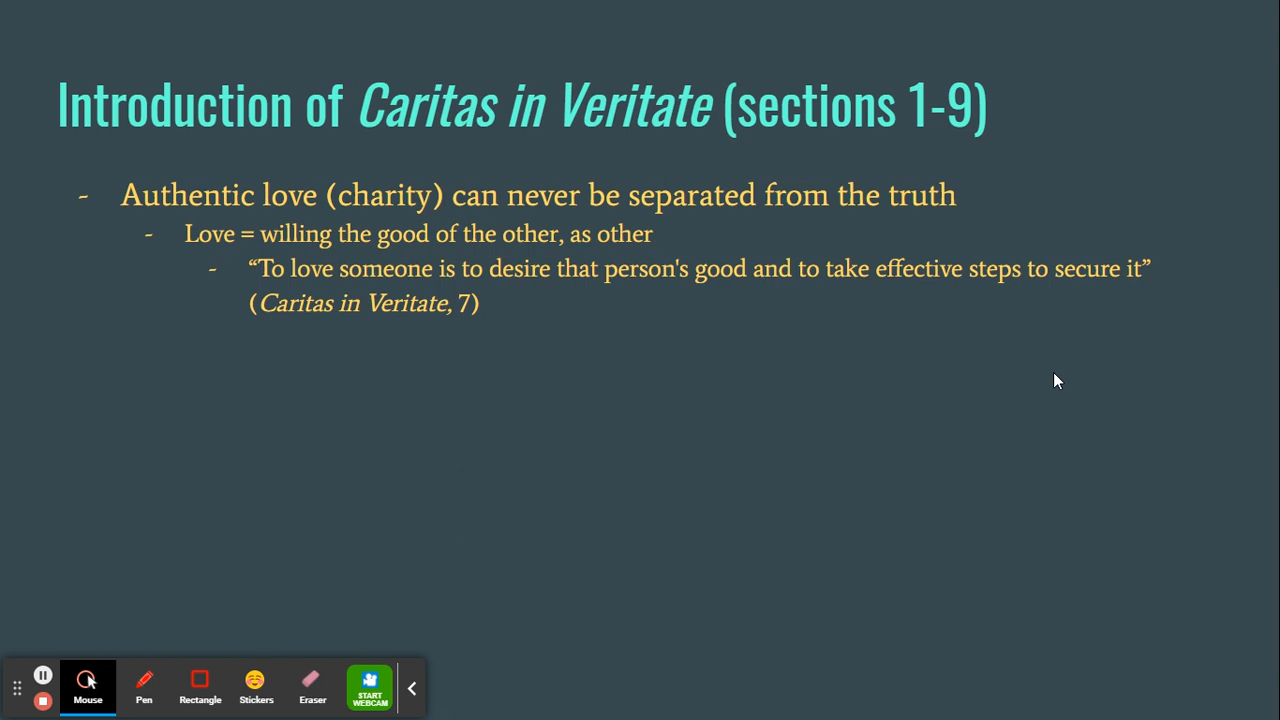 Introduction of Caritas in Veritate (sections 1-9)
- Authentic love (charity) can never be separated from the truth
- Love = willing the good of the other, as other
- “To love someone is to desire that person's good and to take effective steps to secure it”
(Caritas in Veritate, 7)
Mouse Pen Rectangle Stickers Eraser START
WEBCAM